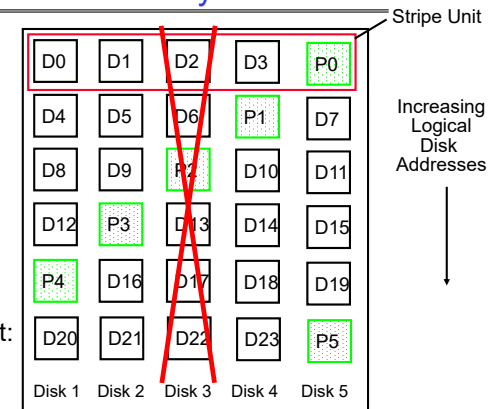 Stripe Unit
D0 D1 D2 D3 P0
D4 D5 D6 P1 D7
D8 D9 P2 D10 D11
D12 P3 D13 D14 D15
P4 D16 D17 D18 D19
t: D20 D21 D22 D23 P5
Disk 1 Disk 2 Disk 3 Disk 4 Disk 5
Increasing
Logical
Disk
Addresses